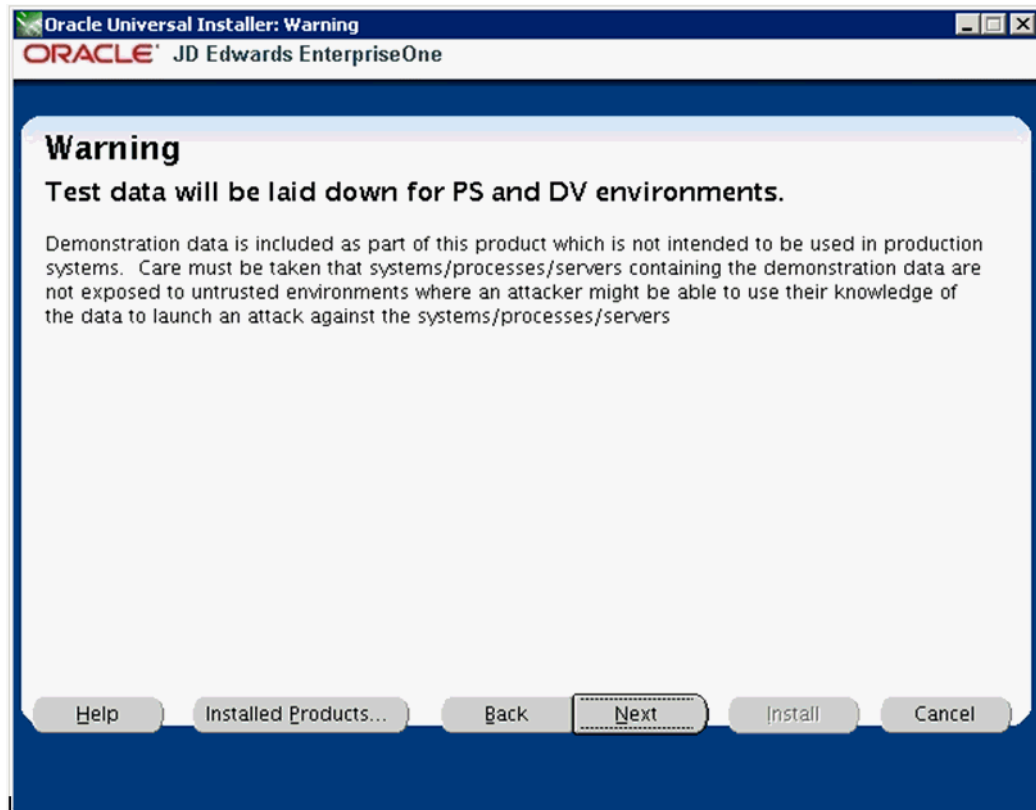 Oracle Universal Installer: Warning
ORACLE® JD Edwards EnterpriseOne
Warning
Test data will be laid down for PS and DV environments.
Demonstration data is included as part of this product which is not intended to be used in production
systems. Care must be taken that systems/processes/servers containing the demonstration data are
not exposed to untrusted environments where an attacker might be able to use their knowledge of
the data to launch an attack against the systems/processes/servers
Help Installed Products... Back Next Install Cancel